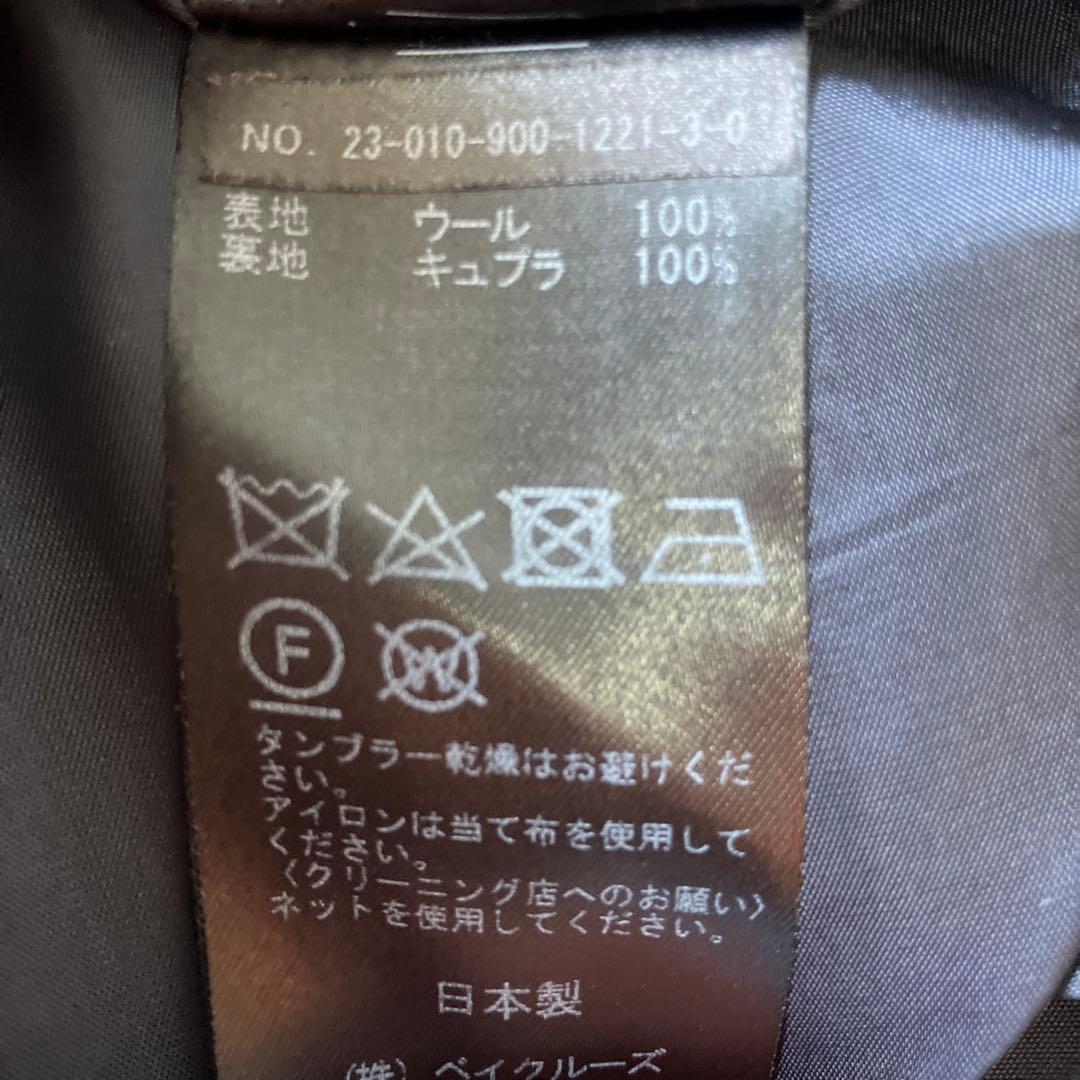 NO. 23-010-900-1221-3-0
表地 ウール 100%
裏地 キュプラ 100%
F
W
タンブラー乾燥はお避けくだ
さい。
アイロンは当て布を使用して
ください。
〈クリーニング店へのお願い〉
ネットを使用してください。
日本製
(株) ベイクルーズ